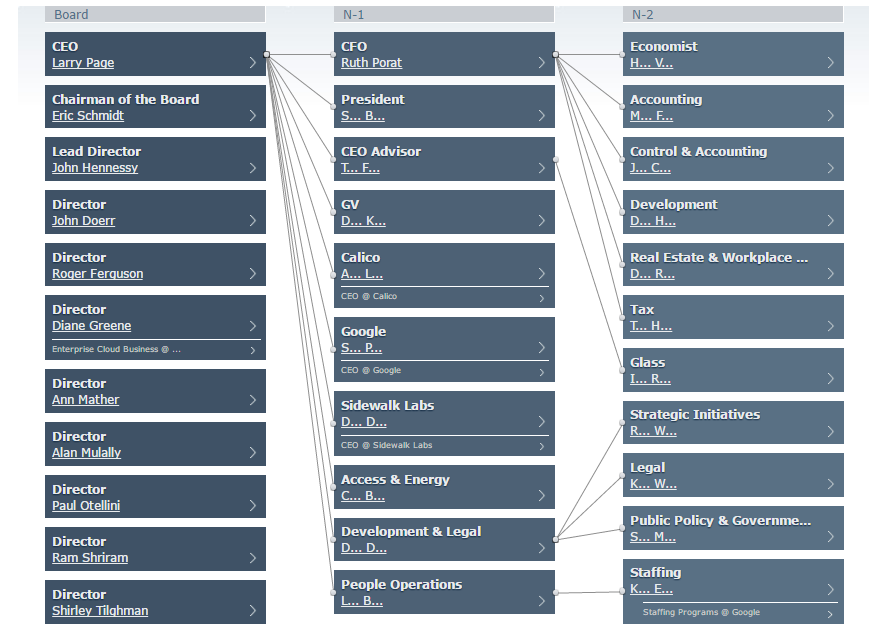 Board
CEO
Larry Page
Chairman of the Board
Eric Schmidt
Lead Director
John Hennessy
Director
John Doerr
Director
Roger Ferguson
Director
Diane Greene
Enterprise Cloud Business @ ...
Director
Ann Mather
Director
Alan Mulally
Director
Paul Otellini
Director
Ram Shriram
Director
Shirley Tilghman
N-1
CFO
Ruth Porat
President
S... B...
CEO Advisor
T... F...
GV
D... K...
Calico
A... L...
CEO @ Calico
Google
S... P...
CEO @ Google
Sidewalk Labs
D... D...
CEO @ Sidewalk Labs
Access & Energy
C... B...
Development & Legal
D... D...
People Operations
L... B...
N-2
Economist
H... V...
Accounting
M... F...
Control & Accounting
J... C...
Development
D... H...
Real Estate & Workplace ...
D... R...
Tax
T... H...
Glass
I... R...
Strategic Initiatives
R... W...
Legal
K... W...
Public Policy & Governme...
S... M...
Staffing
K... E...
Staffing Programs @ Google